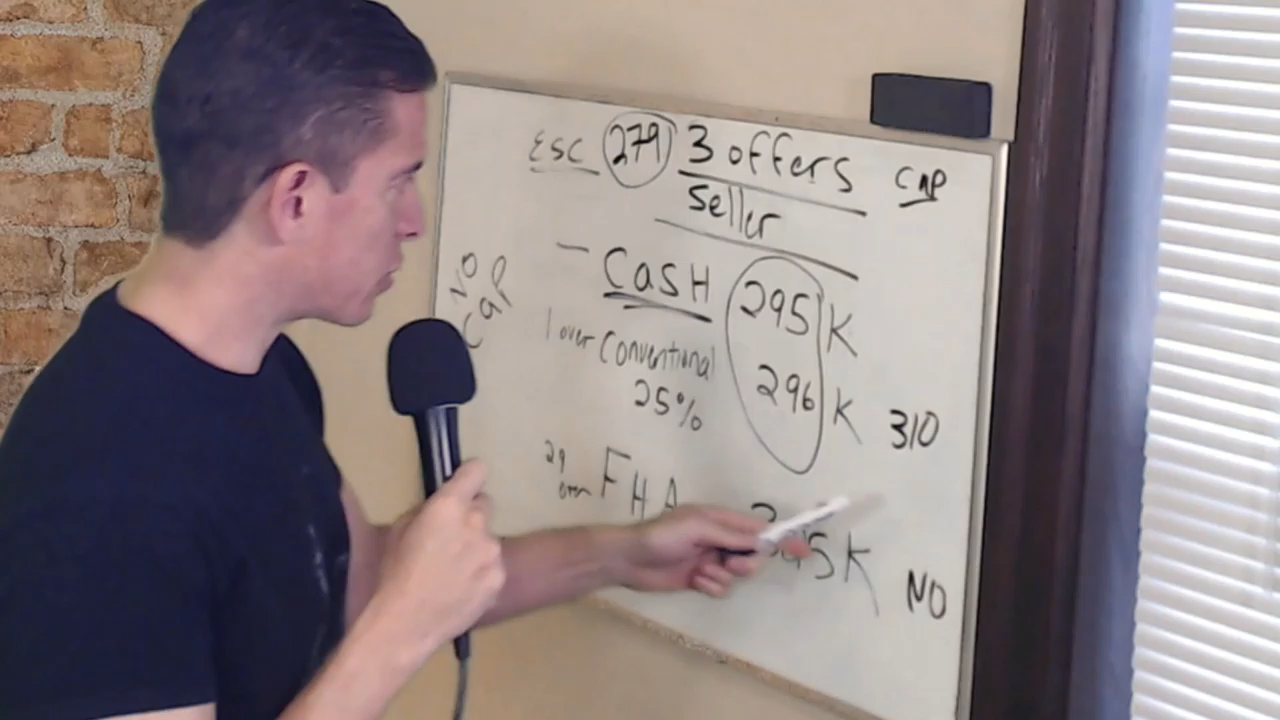 Esc 279 3 offers CAP
Seller
- CasH 295 K
NO
CaP
1 over Conventional 296 K 310
25%
FHA K NO